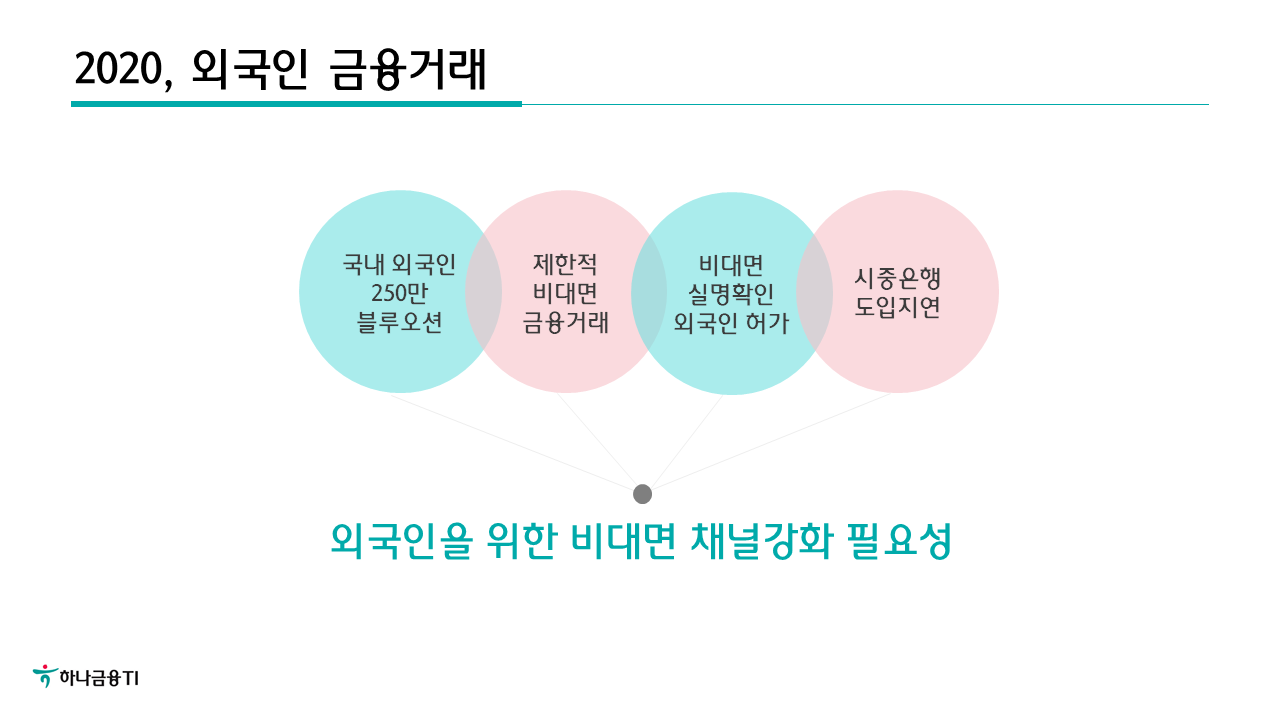 2020, 외국인 금융거래
국내 외국인
250만
블루오션
제한적
비대면
금융거래
비대면
실명확인
외국인 허가
시중은행
도입지연
외국인을 위한 비대면 채널강화 필요성
하나금융TI